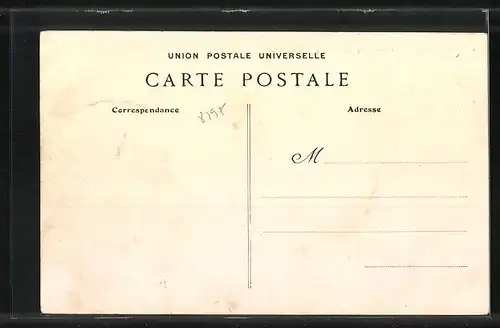 UNION POSTALE UNIVERSELLE
CARTE POSTALE
Correspondance
Adresse
M